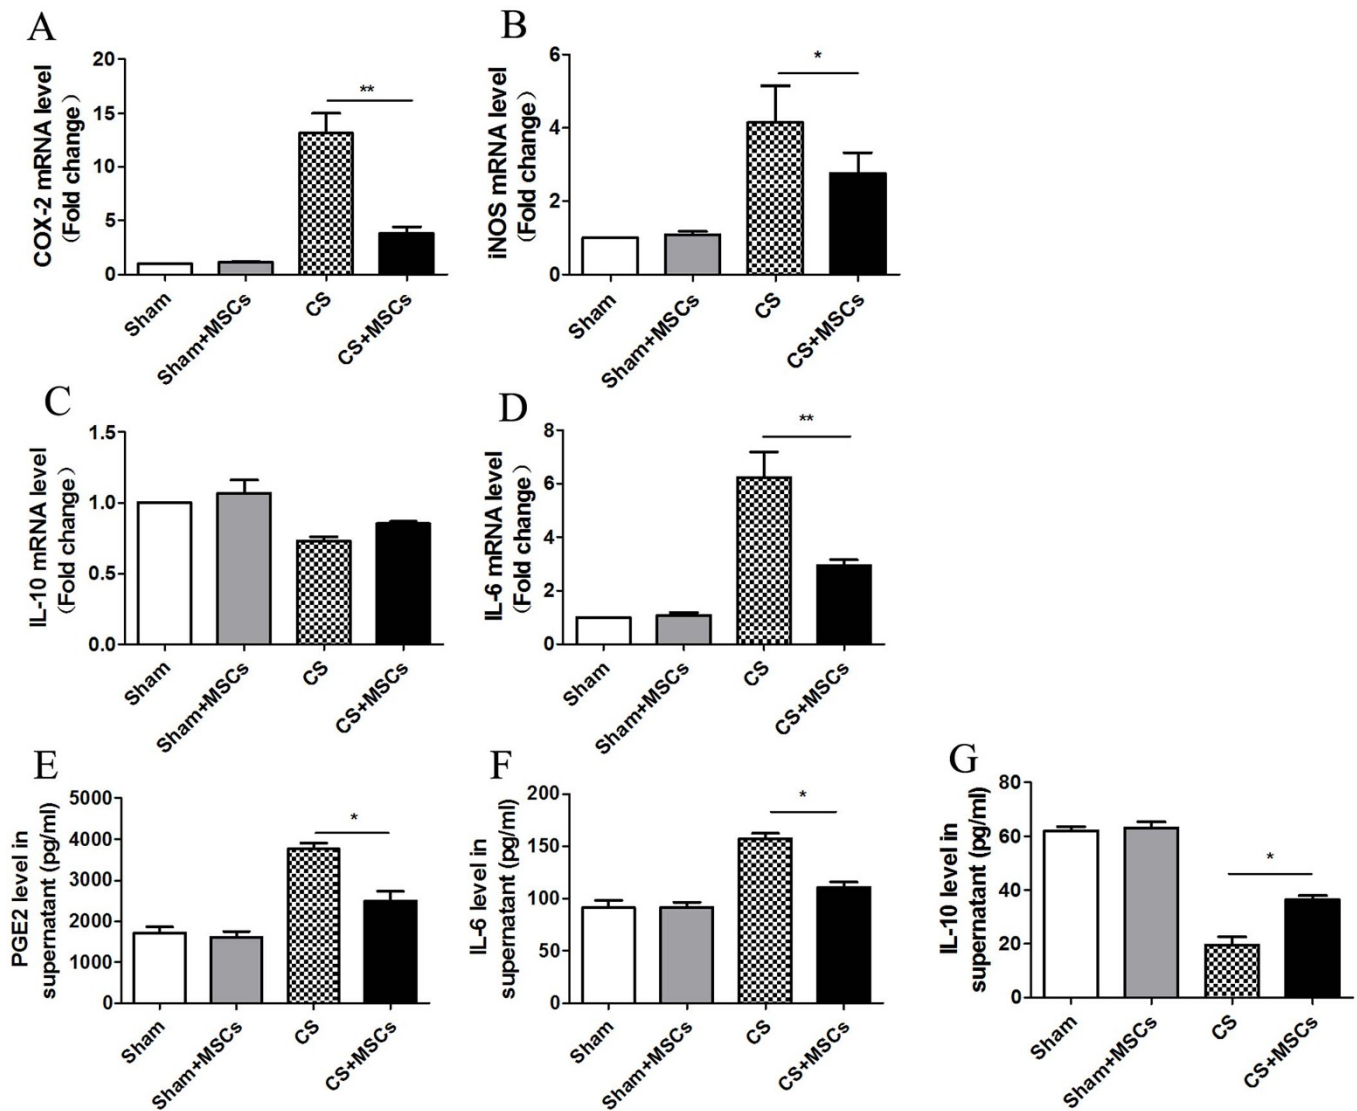 A
COX-2 mRNA level
(Fold change)
20
15
10
5
0
**
Sham
Sham+MSCs
CS
CS+MSCs
B
iNOS mRNA level
(Fold change)
6
4
2
0
*
Sham
Sham+MSCs
CS
CS+MSCs
C
IL-10 mRNA level
(Fold change)
1.5
1.0
0.5
0.0
Sham
Sham+MSCs
CS
CS+MSCs
D
IL-6 mRNA level
(Fold change)
8
6
4
2
0
**
Sham
Sham+MSCs
CS
CS+MSCs
E
PGE2 level in
supernatant (pg/ml)
5000
4000
3000
2000
1000
0
*
Sham
Sham+MSCs
CS
CS+MSCs
F
IL-6 level in
supernatant (pg/ml)
200
150
100
50
0
*
Sham
Sham+MSCs
CS
CS+MSCs
G
IL-10 level in
supernatant (pg/ml)
80
60
40
20
0
*
Sham
Sham+MSCs
CS
CS+MSCs